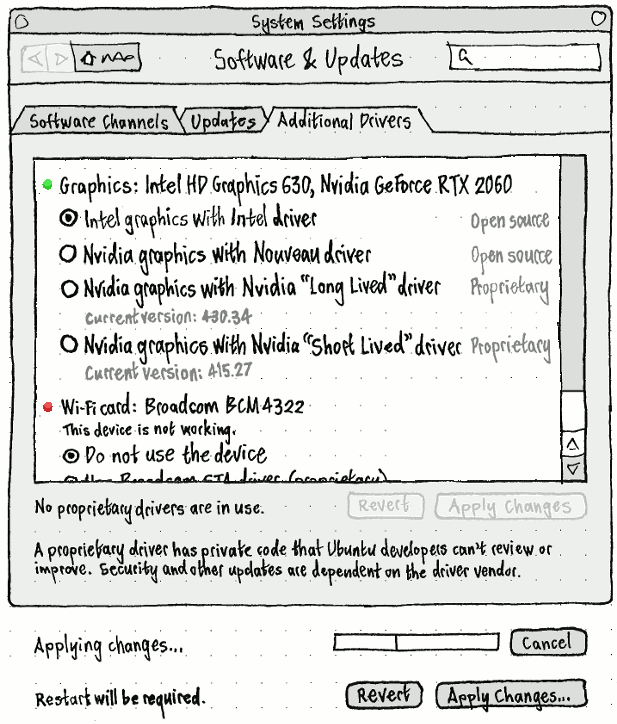 System Settings
Software & Updates
Software Channels Updates Additional Drivers
Graphics: Intel HD Graphics 630, Nvidia GeForce RTX 2060
Intel graphics with Intel driver Open source
Nvidia graphics with Nouveau driver Open source
Nvidia graphics with Nvidia "Long Lived" driver Proprietary
Current version: 430.34
Nvidia graphics with Nvidia "Short Lived" driver Proprietary
Current version: 415.27
Wi-Fi card: Broadcom BCM4322
This device is not working.
Do not use the device
Use Broadcom STA driver (proprietary)
No proprietary drivers are in use. Revert Apply Changes
A proprietary driver has private code that Ubuntu developers can't review or
improve. Security and other updates are dependent on the driver vendor.
Applying changes... Cancel
Restart will be required. Revert Apply Changes...